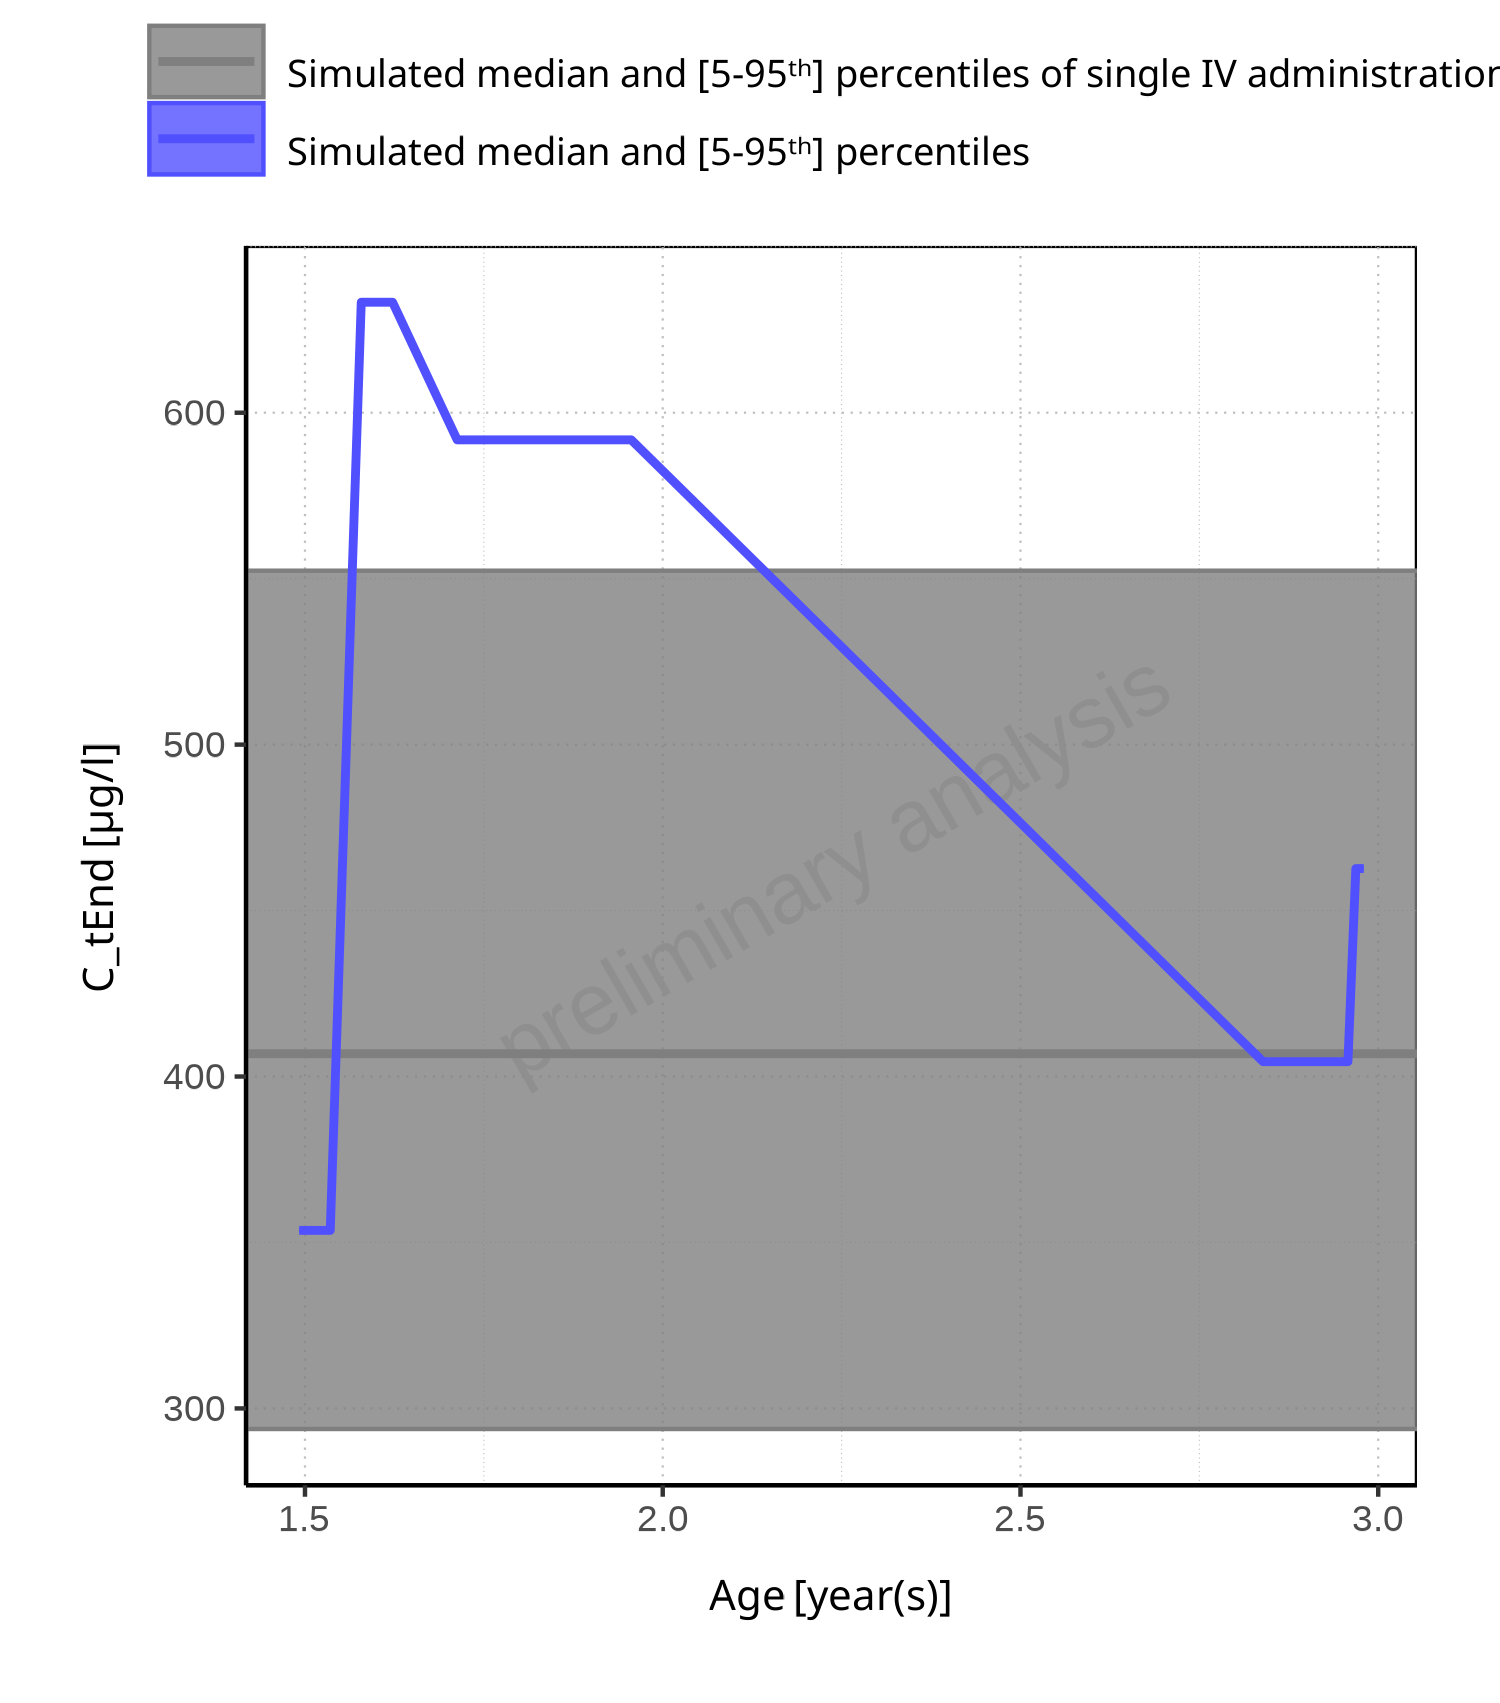 Simulated median and [5-95ᵗʰ] percentiles of single IV administration
Simulated median and [5-95ᵗʰ] percentiles
600
500
400
300
C_tEnd [µg/l]
preliminary analysis
1.5 2.0 2.5 3.0
Age [year(s)]